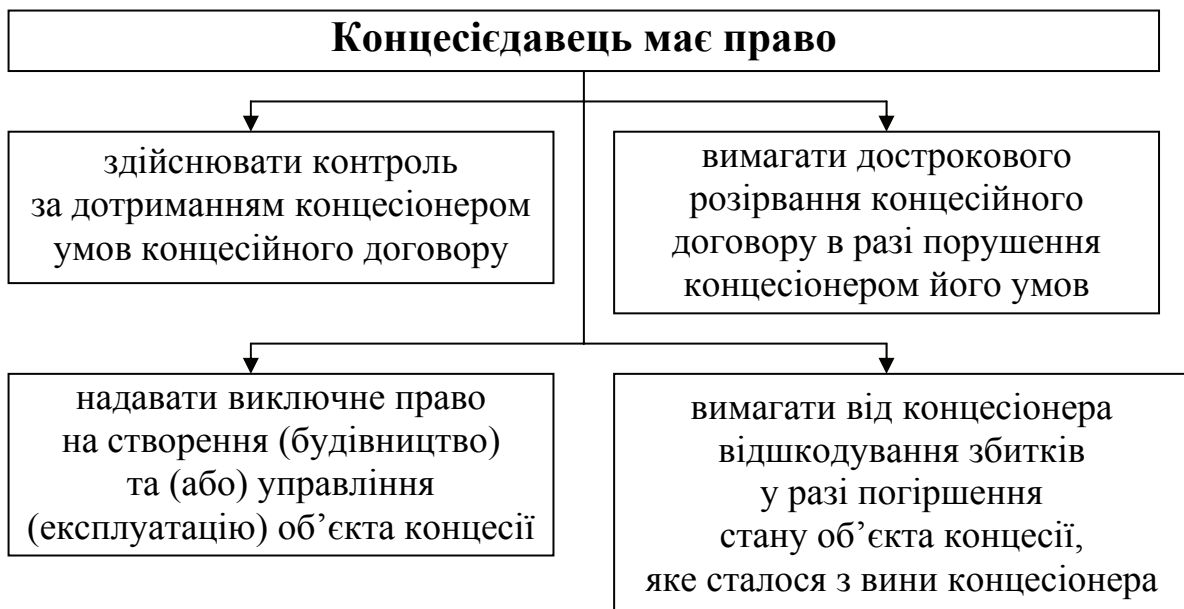 Концесієдавець має право
здійснювати контроль
за дотриманням концесіонером
умов концесійного договору
вимагати дострокового
розірвання концесійного
договору в разі порушення
концесіонером його умов
надавати виключне право
на створення (будівництво)
та (або) управління
(експлуатацію) об’єкта концесії
вимагати від концесіонера
відшкодування збитків
у разі погіршення
стану об’єкта концесії,
яке сталося з вини концесіонера